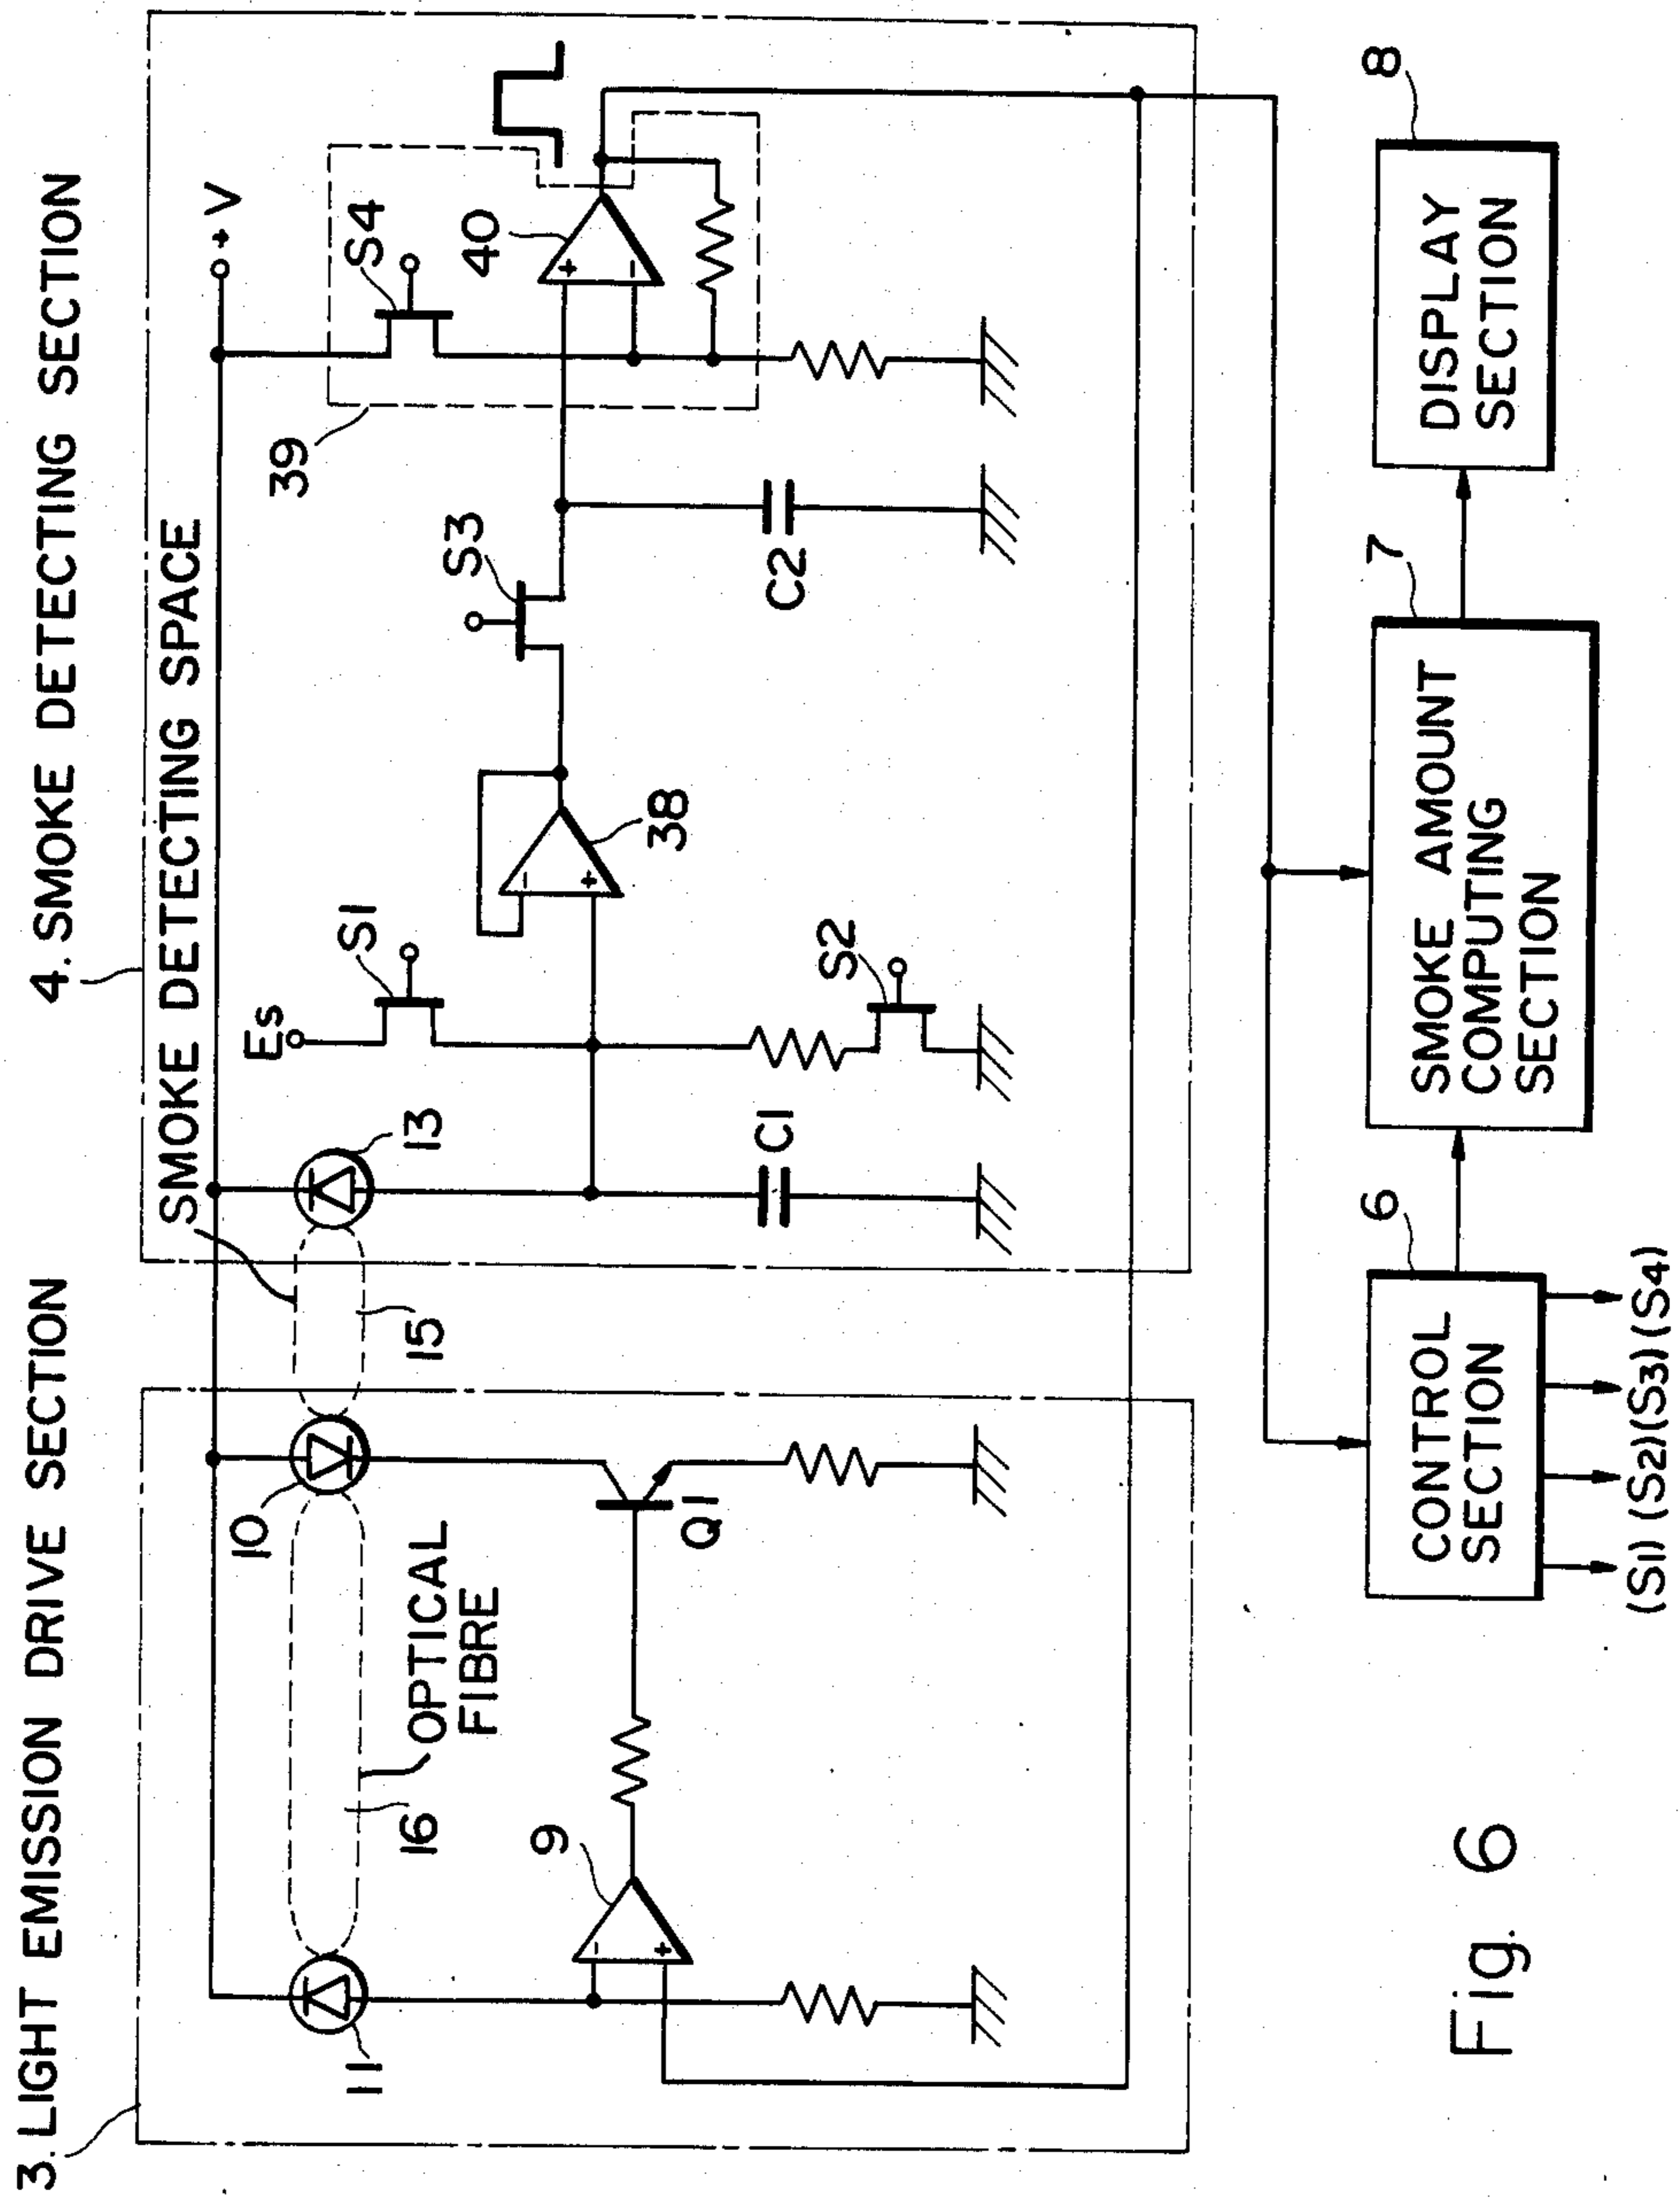 3. LIGHT EMISSION DRIVE SECTION
4. SMOKE DETECTING SECTION
SMOKE DETECTING SPACE
+V
Es
S1
S4
39
40
S3
38
S2
13
C1
C2
10
11
15
16
OPTICAL
FIBRE
9
Q1
+
−
−
+
−
+
6
CONTROL
SECTION
(S1) (S2) (S3) (S4)
7
SMOKE AMOUNT
COMPUTING
SECTION
8
DISPLAY
SECTION
Fig. 6